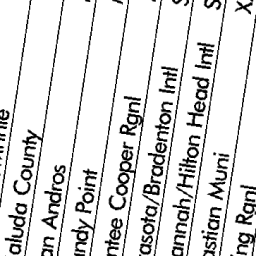 aluda County
an Andros
ndy Point
ntee Cooper Rgnl
asota/Bradenton Intl
annah/Hilton Head Intl
astian Muni
ng Rgnl